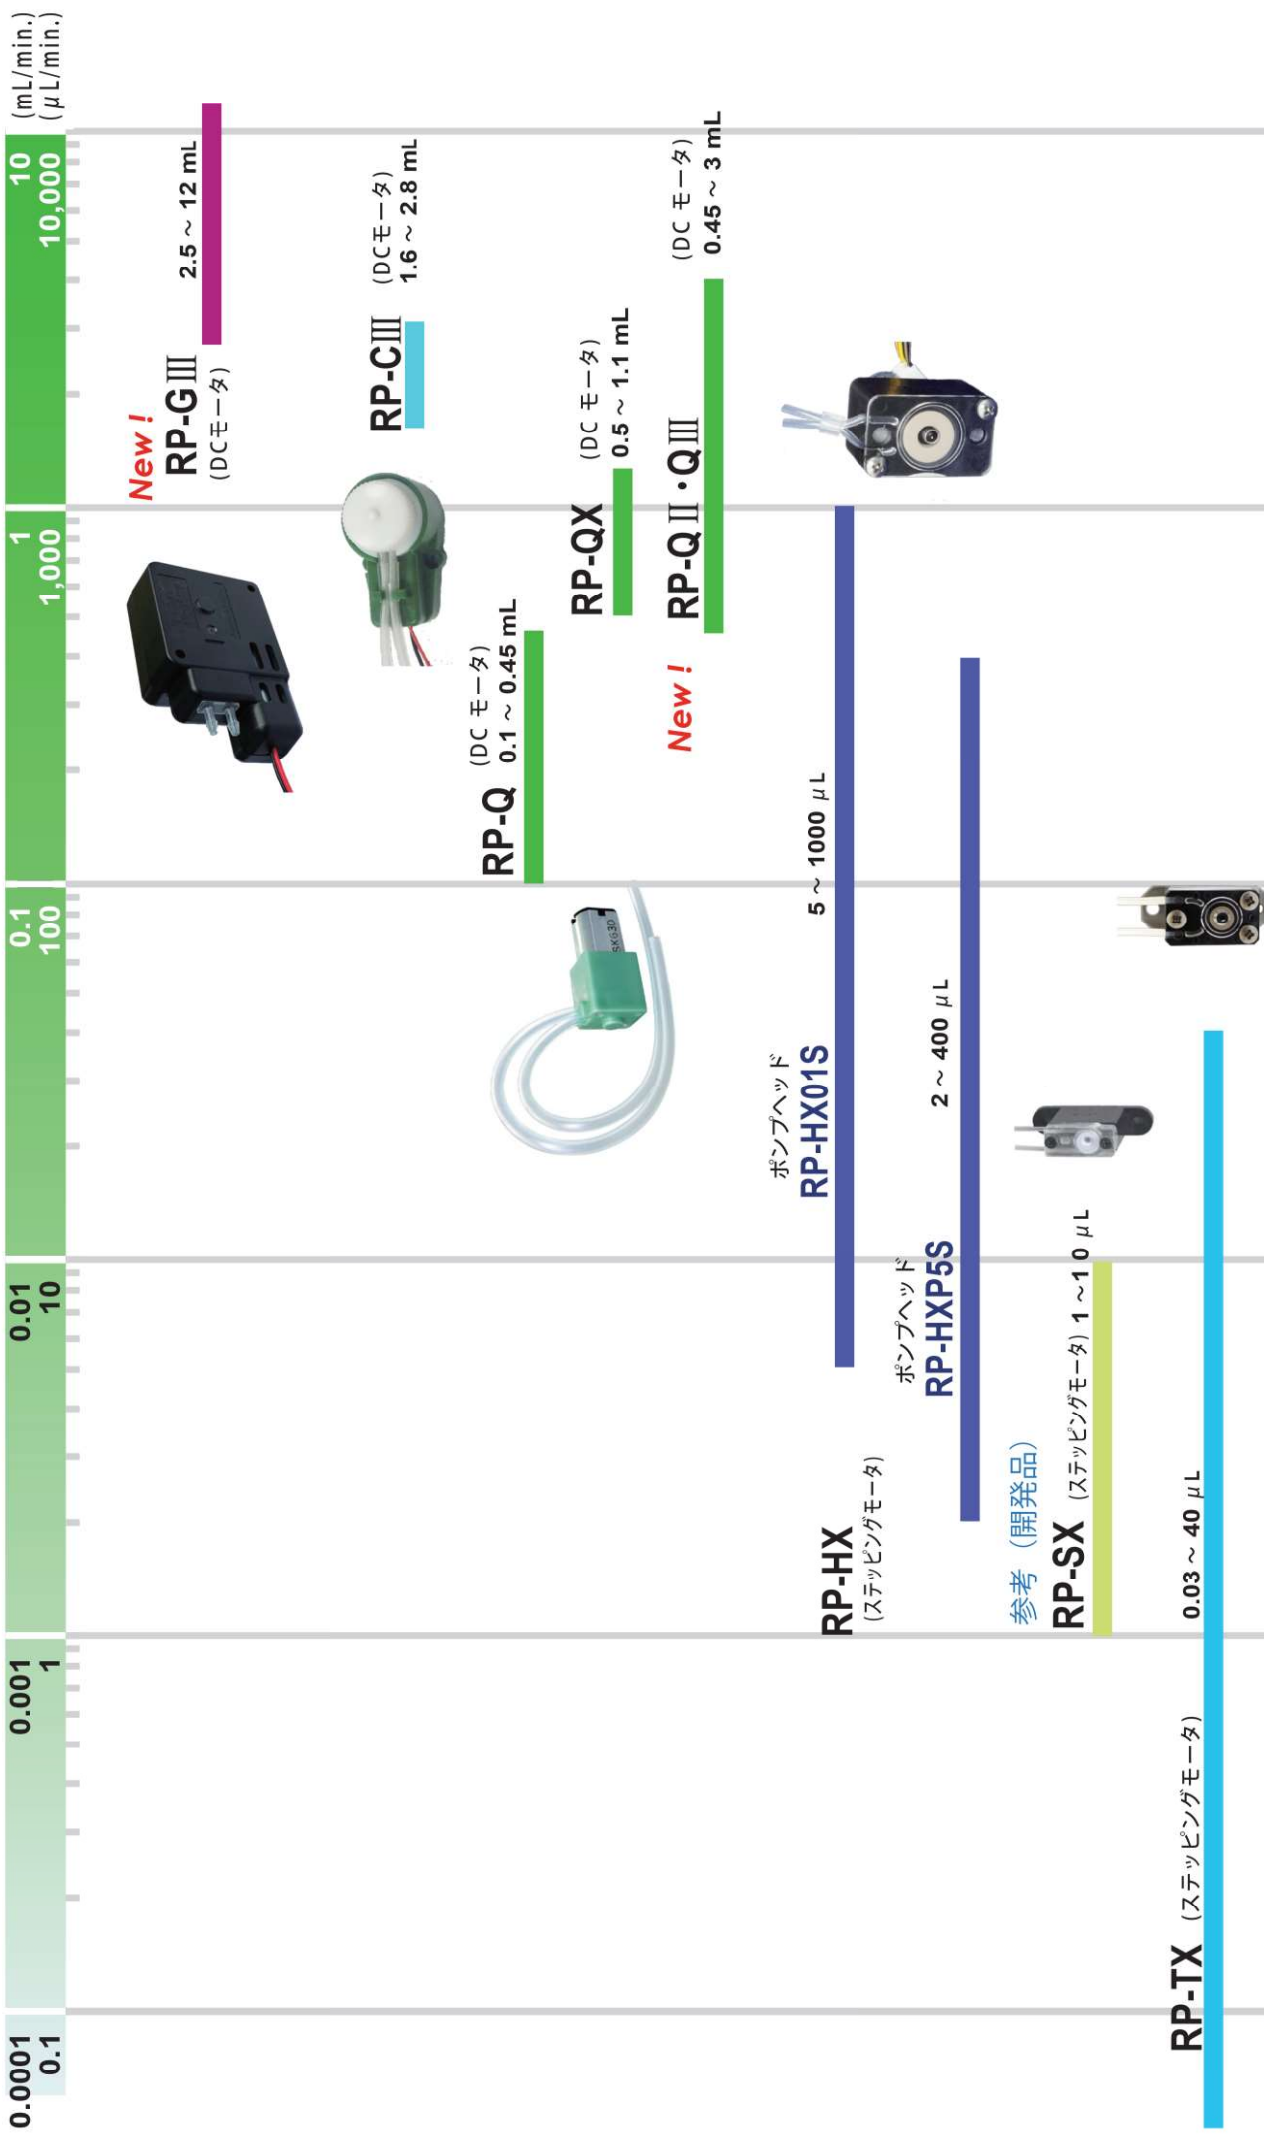 0.0001 0.001 0.01 0.1 1 10 (mL/min.)
0.1 1 10 100 1,000 10,000 (μL/min.)
New !
RP-GⅢ 2.5 ~ 12 mL
(DCモータ)
RP-CⅢ (DCモータ)
1.6 ~ 2.8 mL
RP-Q (DC モータ)
0.1 ~ 0.45 mL
RP-QX (DC モータ)
0.5 ~ 1.1 mL
New !
RP-QⅡ・QⅢ (DC モータ)
0.45 ~ 3 mL
RP-HX
(ステッピングモータ)
ポンプヘッド
RP-HX01S
5 ~ 1000 μL
ポンプヘッド
RP-HXP5S
2 ~ 400 μL
参考 (開発品)
RP-SX (ステッピングモータ) 1 ~1 0 μL
RP-TX (ステッピングモータ) 0.03 ~ 40 μL
SKG30